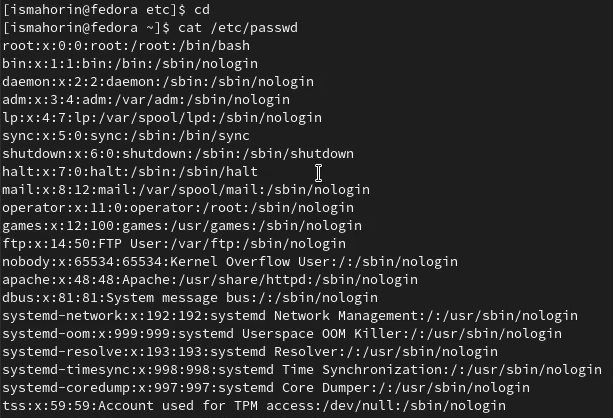 [ismahorin@fedora etc]$ cd
[ismahorin@fedora ~]$ cat /etc/passwd
root:x:0:0:root:/root:/bin/bash
bin:x:1:1:bin:/bin:/sbin/nologin
daemon:x:2:2:daemon:/sbin:/sbin/nologin
adm:x:3:4:adm:/var/adm:/sbin/nologin
lp:x:4:7:lp:/var/spool/lpd:/sbin/nologin
sync:x:5:0:sync:/sbin:/bin/sync
shutdown:x:6:0:shutdown:/sbin:/sbin/shutdown
halt:x:7:0:halt:/sbin:/sbin/halt
mail:x:8:12:mail:/var/spool/mail:/sbin/nologin
operator:x:11:0:operator:/root:/sbin/nologin
games:x:12:100:games:/usr/games:/sbin/nologin
ftp:x:14:50:FTP User:/var/ftp:/sbin/nologin
nobody:x:65534:65534:Kernel Overflow User:/:/sbin/nologin
apache:x:48:48:Apache:/usr/share/httpd:/sbin/nologin
dbus:x:81:81:System message bus:/:/sbin/nologin
systemd-network:x:192:192:systemd Network Management:/:/usr/sbin/nologin
systemd-oom:x:999:999:systemd Userspace OOM Killer:/:/usr/sbin/nologin
systemd-resolve:x:193:193:systemd Resolver:/:/usr/sbin/nologin
systemd-timesync:x:998:998:systemd Time Synchronization:/:/usr/sbin/nologin
systemd-coredump:x:997:997:systemd Core Dumper:/:/usr/sbin/nologin
tss:x:59:59:Account used for TPM access:/dev/null:/sbin/nologin